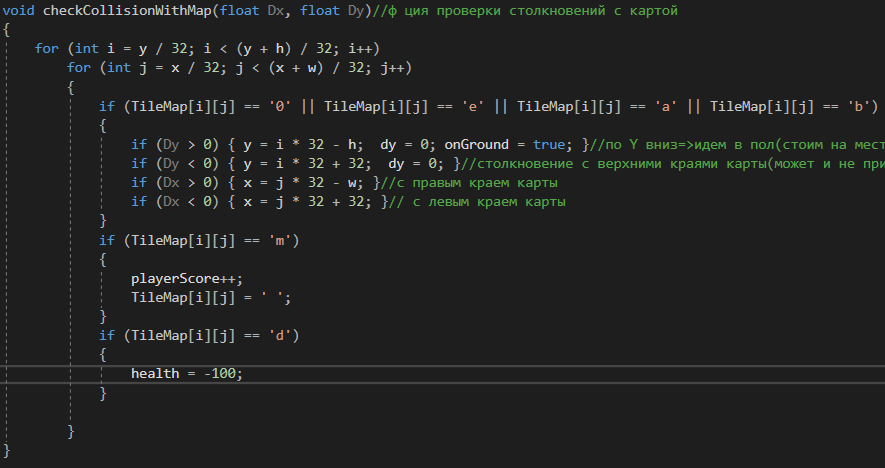 void checkCollisionWithMap(float Dx, float Dy)//ф ция проверки столкновений с картой
{
for (int i = y / 32; i < (y + h) / 32; i++)
for (int j = x / 32; j < (x + w) / 32; j++)
{
if (TileMap[i][j] == '0' || TileMap[i][j] == 'e' || TileMap[i][j] == 'a' || TileMap[i][j] == 'b')
{
if (Dy > 0) { y = i * 32 - h;  dy = 0; onGround = true; }//по Y вниз=>идем в пол(стоим на мест
if (Dy < 0) { y = i * 32 + 32;  dy = 0; }//столкновение с верхними краями карты(может и не при
if (Dx > 0) { x = j * 32 - w; }//с правым краем карты
if (Dx < 0) { x = j * 32 + 32; }// с левым краем карты
}
if (TileMap[i][j] == 'm')
{
playerScore++;
TileMap[i][j] = ' ';
}
if (TileMap[i][j] == 'd')
{
health = -100;
}
}
}